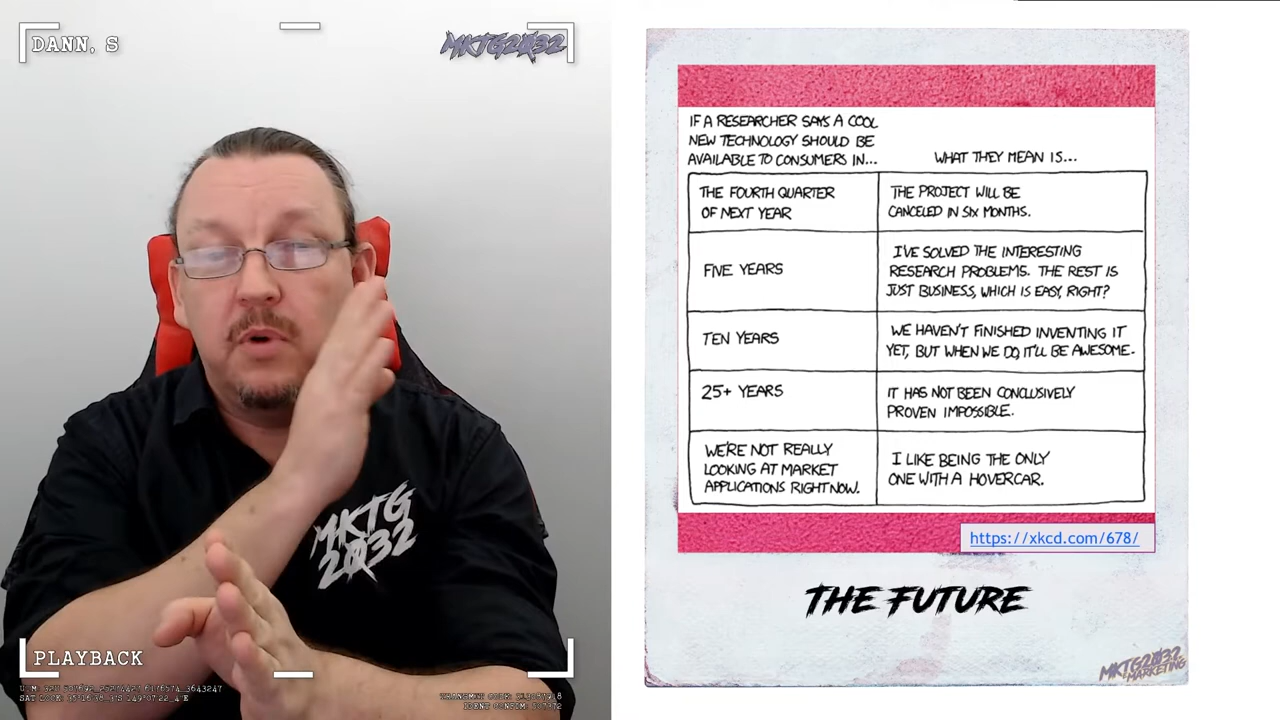 DANN, S
MKTG2032
MKTG
2032
PLAYBACK
IF A RESEARCHER SAYS A COOL
NEW TECHNOLOGY SHOULD BE
AVAILABLE TO CONSUMERS IN...
WHAT THEY MEAN IS...
THE FOURTH QUARTER
OF NEXT YEAR
THE PROJECT WILL BE
CANCELED IN SIX MONTHS.
FIVE YEARS
I'VE SOLVED THE INTERESTING
RESEARCH PROBLEMS. THE REST IS
JUST BUSINESS, WHICH IS EASY, RIGHT?
TEN YEARS
WE HAVEN'T FINISHED INVENTING IT
YET, BUT WHEN WE DO, IT'LL BE AWESOME.
25+ YEARS
IT HAS NOT BEEN CONCLUSIVELY
PROVEN IMPOSSIBLE.
WE'RE NOT REALLY
LOOKING AT MARKET
APPLICATIONS RIGHT NOW.
I LIKE BEING THE ONLY
ONE WITH A HOVERCAR.
https://xkcd.com/678/
THE FUTURE
MKTG2032
MARKETING